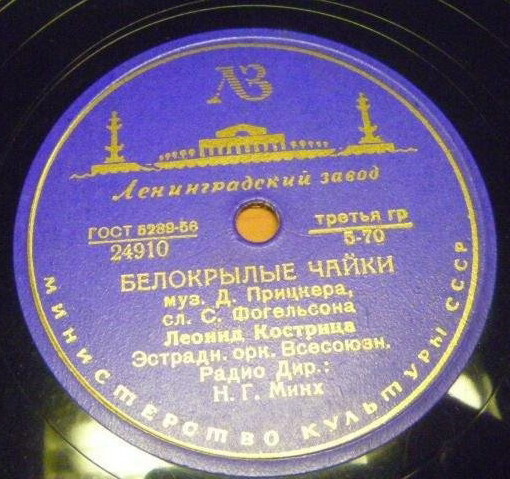 ЛЗ
Ленинградский завод
ГОСТ 5289-56
24910
третья гр
5-70
БЕЛОКРЫЛЫЕ ЧАЙКИ
муз. Д. Прицкера,
сл. С. Фогельсона
Леонид Кострица
Эстрадн. орк. Всесоюзн.
Радио Дир.:
Н. Г. Минх
МИНИСТЕРСТВО КУЛЬТУРЫ СССР